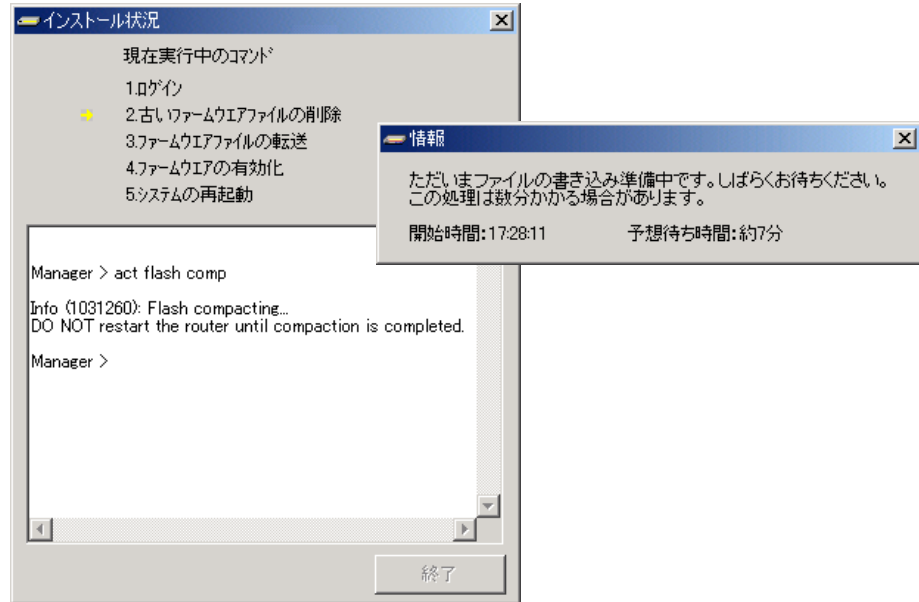 インストール状況
現在実行中のコマンド
1.ログイン
2.古いファームウエアファイルの削除
3.ファームウエアファイルの転送
4.ファームウエアの有効化
5.システムの再起動
Manager > act flash comp
Info (1031260): Flash compacting...
DO NOT restart the router until compaction is completed.
Manager >
終了
情報
ただいまファイルの書き込み準備中です。しばらくお待ちください。
この処理は数分かかる場合があります。
開始時間:17:28:11 予想待ち時間:約7分